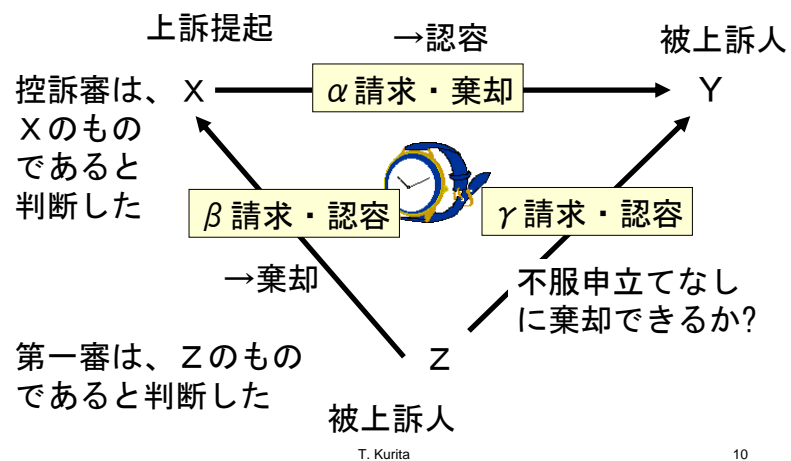 上訴提起
→認容
被上訴人
控訴審は、
Xのもの
であると
判断した
X
α請求・棄却
Y
β請求・認容
γ請求・認容
→棄却
不服申立てなし
に棄却できるか?
第一審は、Zのもの
であると判断した
Z
被上訴人
T. Kurita
10